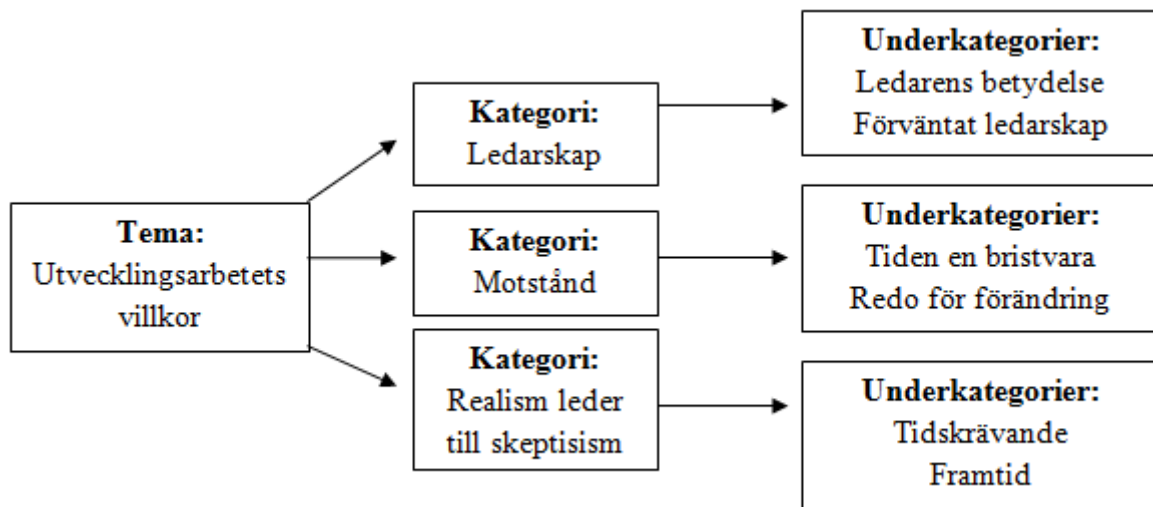 Tema:
Utvecklingsarbetets
villkor
Kategori:
Ledarskap
Underkategorier:
Ledarens betydelse
Förväntat ledarskap
Kategori:
Motstånd
Underkategorier:
Tiden en bristvara
Redo för förändring
Kategori:
Realism leder
till skeptisism
Underkategorier:
Tidskrävande
Framtid